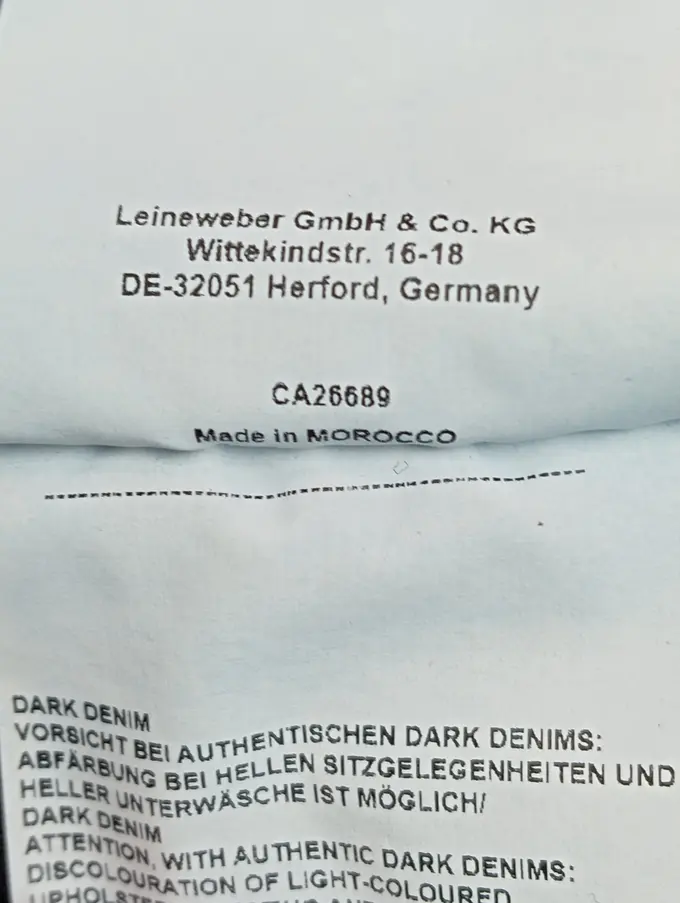 Leineweber GmbH & Co. KG
Wittekindstr. 16-18
DE-32051 Herford, Germany
CA26689
Made in MOROCCO
DARK DENIM
VORSICHT BEI AUTHENTISCHEN DARK DENIMS:
ABFÄRBUNG BEI HELLEN SITZGELEGENHEITEN UND
HELLER UNTERWÄSCHE IST MÖGLICH!
DARK DENIM
ATTENTION, WITH AUTHENTIC DARK DENIMS:
DISCOLOURATION OF LIGHT-COLOURED